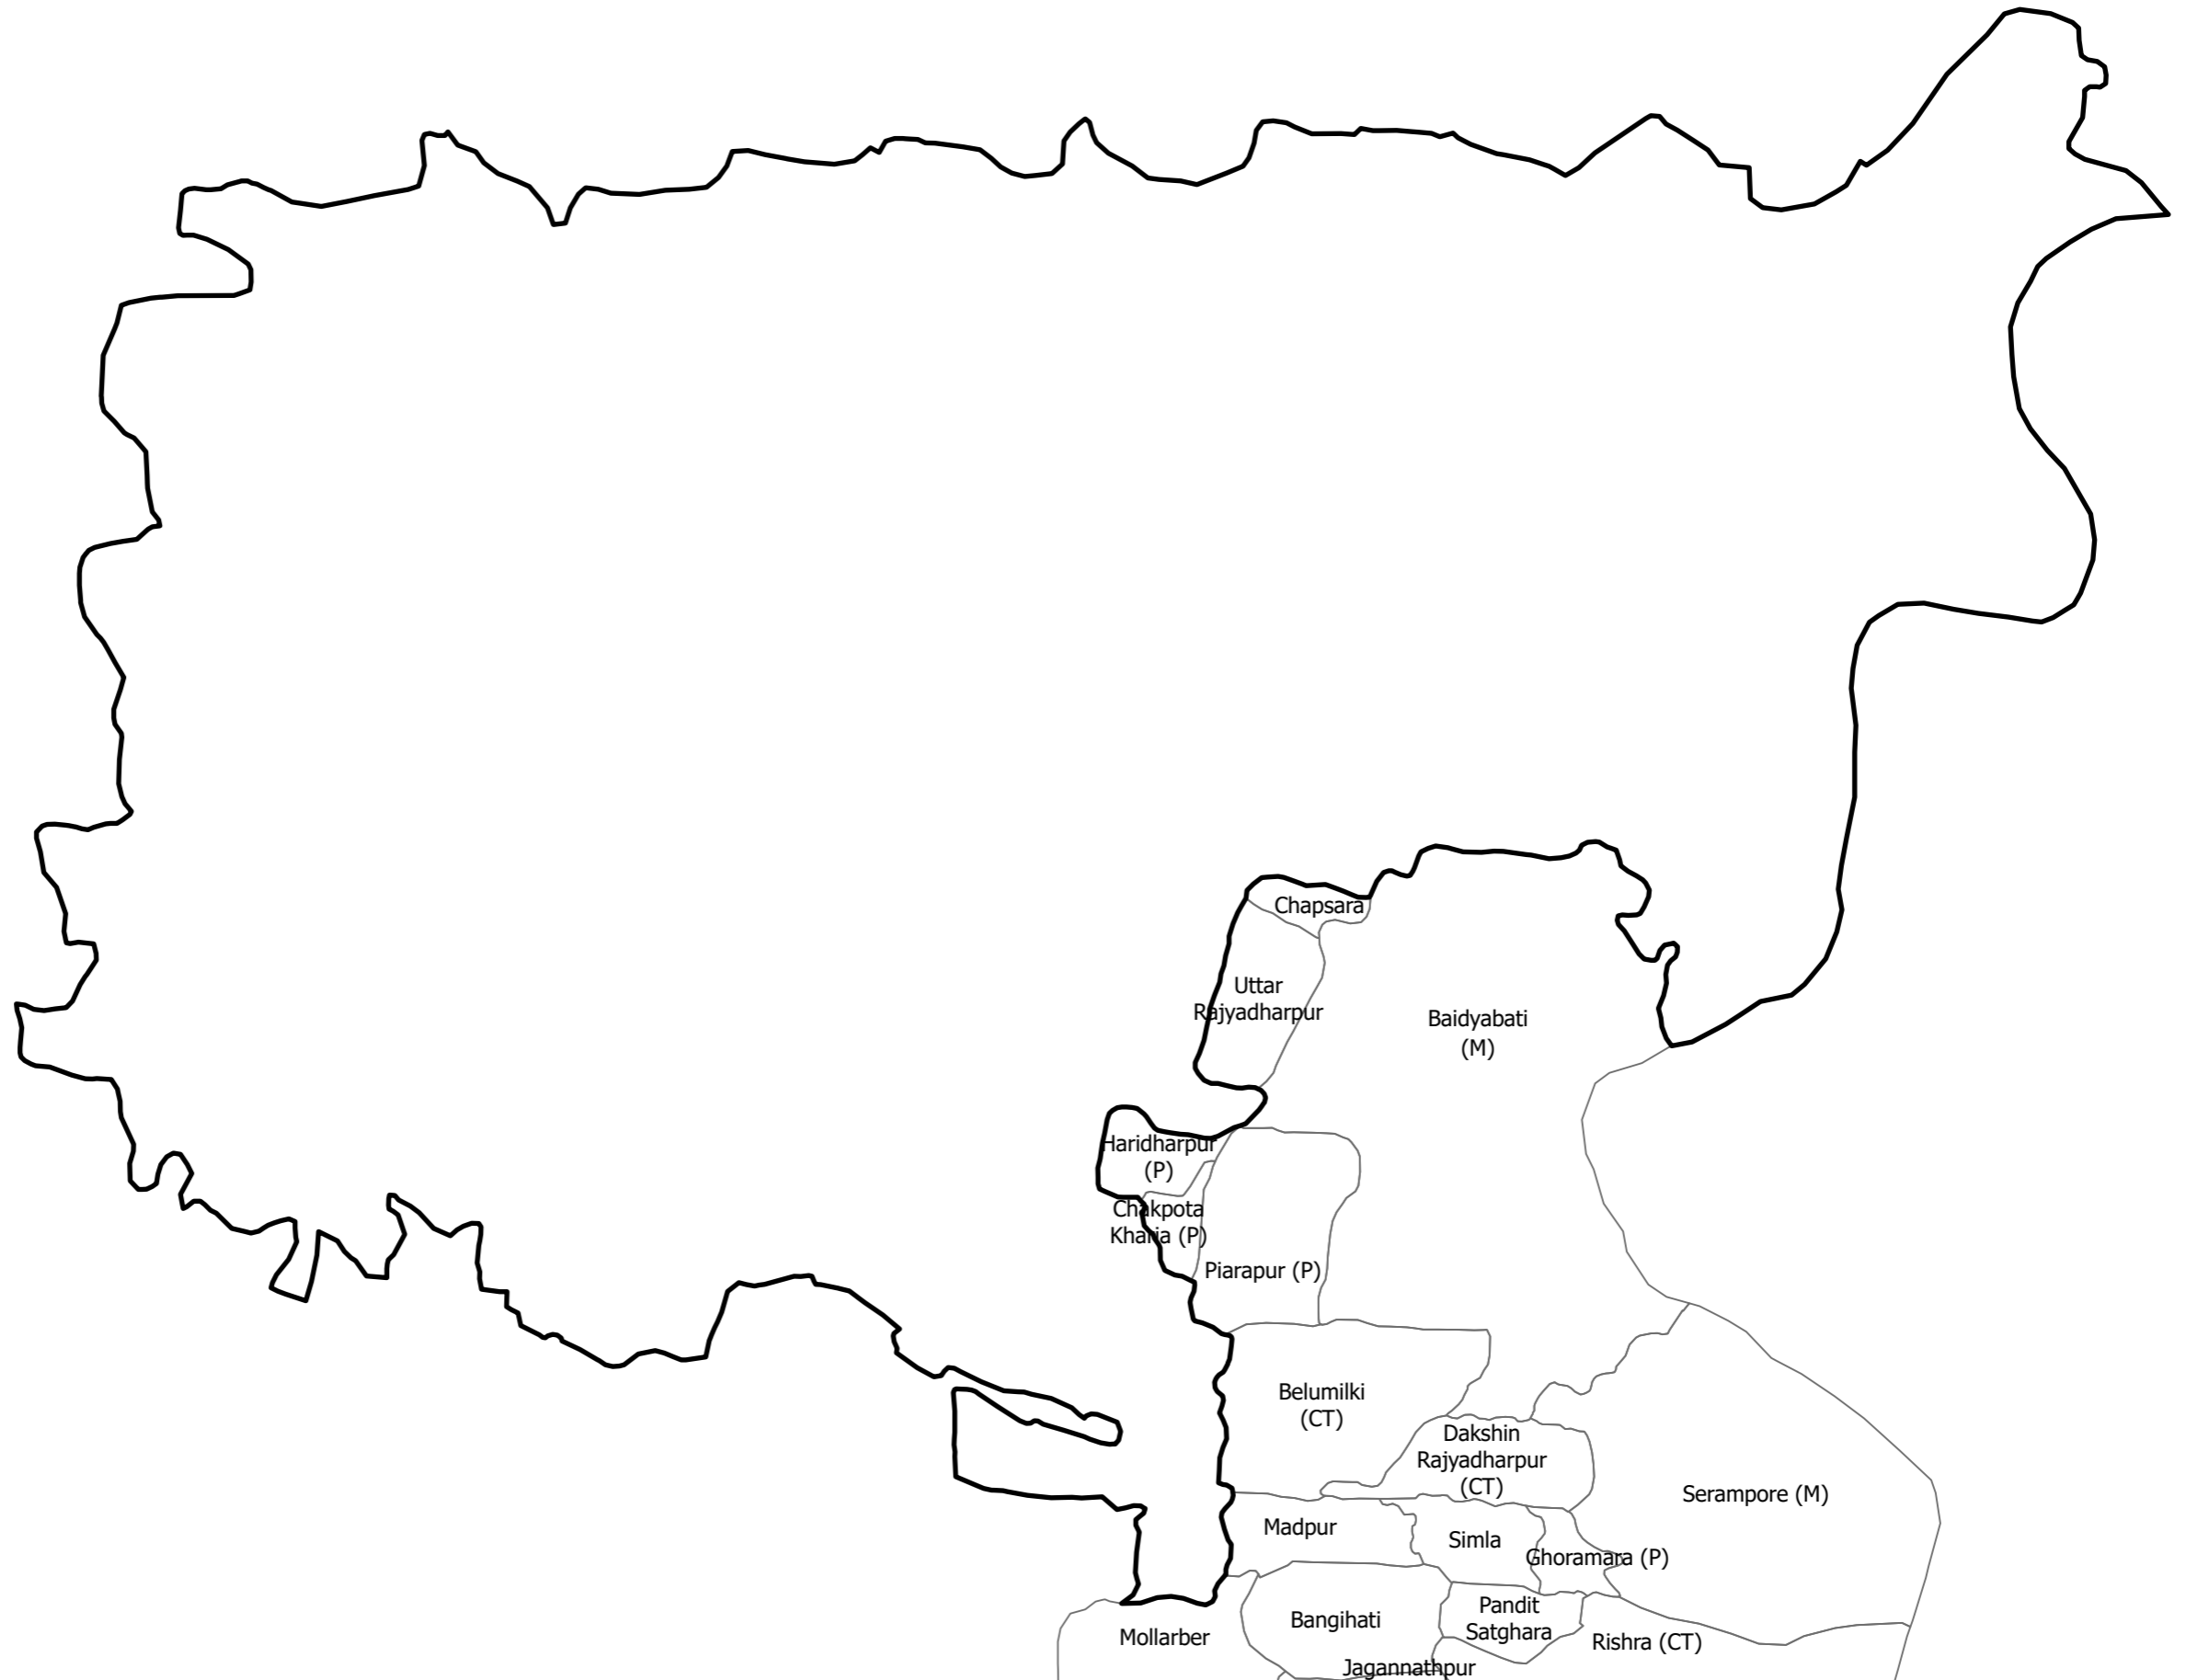 Chapsara
Uttar
Rajyadharpur
Baidyabati
(M)
Haridharpur
(P)
Chakpota
Kharia (P)
Piarapur (P)
Belumilki
(CT)
Dakshin
Rajyadharpur
(CT)
Serampore (M)
Madpur
Simla
Ghoramara (P)
Bangihati
Pandit
Satghara
Mollarber
Rishra (CT)
Jagannathpur